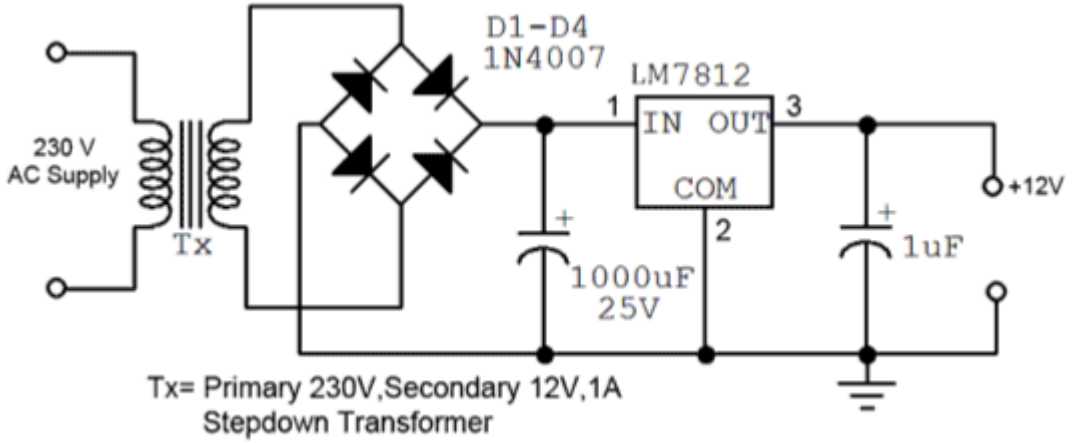 D1-D4
1N4007
LM7812
1
IN OUT
3
230 V
AC Supply
COM
+12V
+
2
+
Tx
1uF
1000uF
25V
Tx= Primary 230V,Secondary 12V,1A
Stepdown Transformer